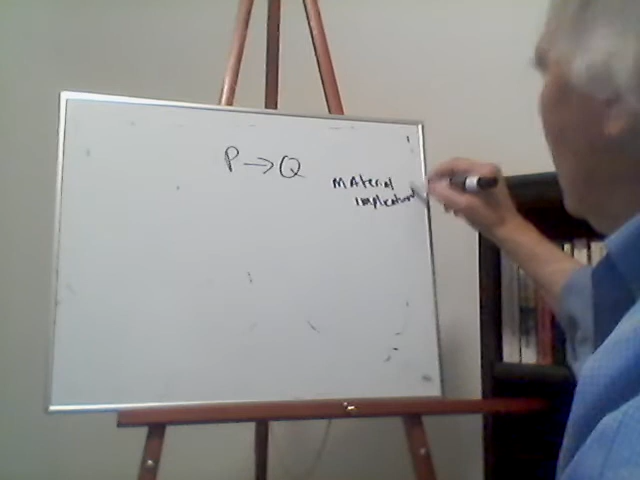 P → Q
Material
Implication